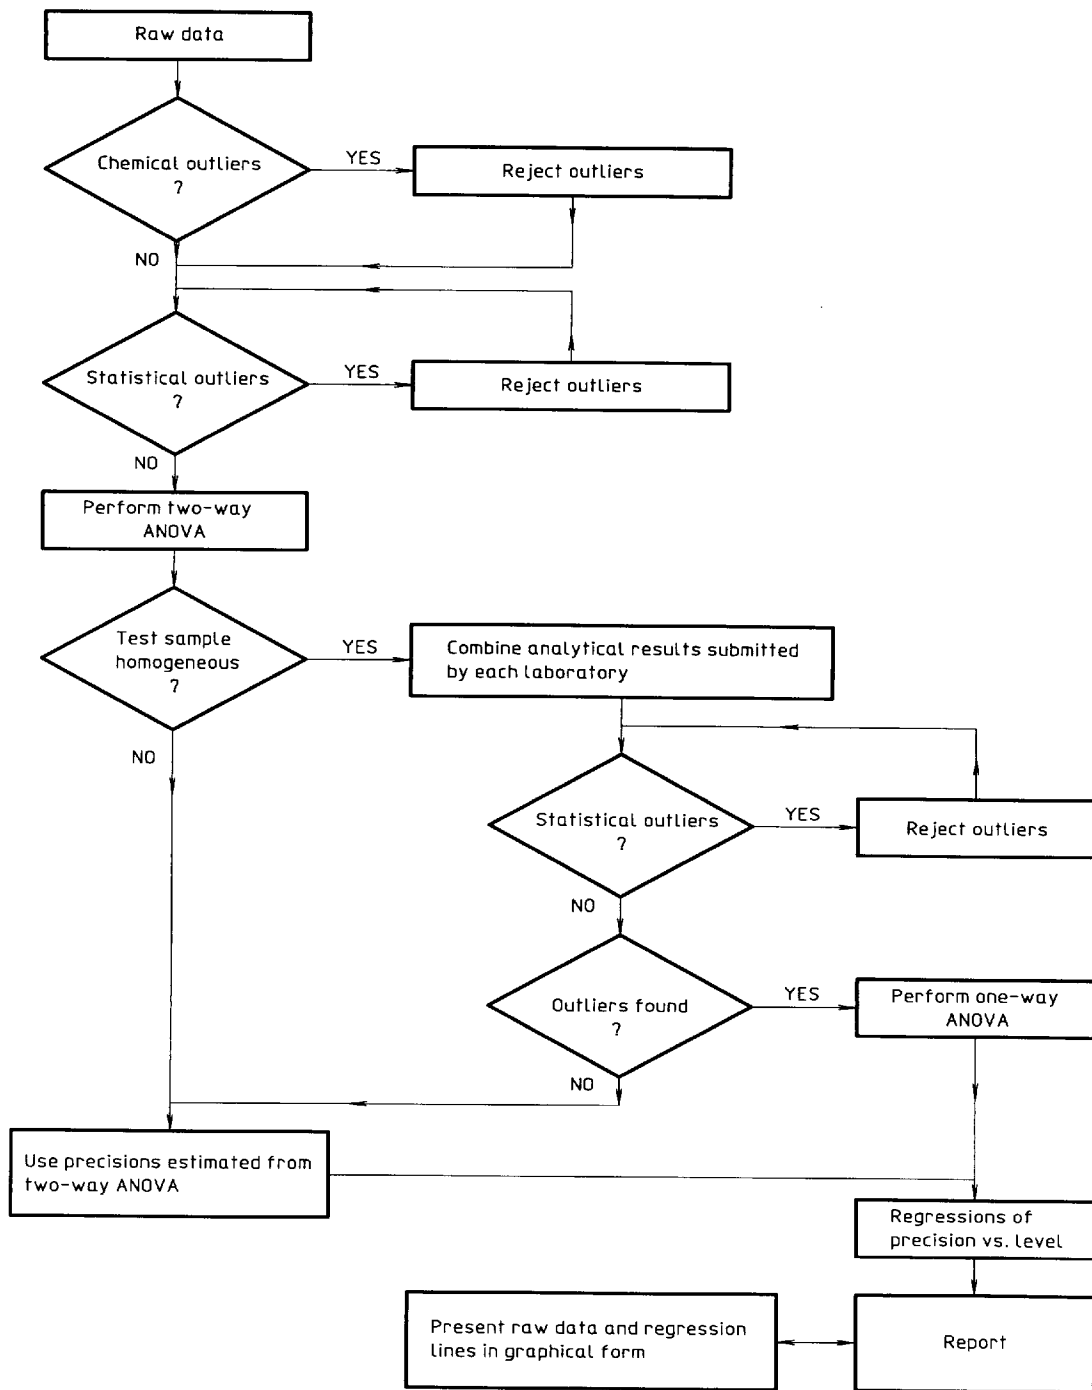 Raw data
Chemical outliers
?
YES
Reject outliers
NO
Statistical outliers
?
YES
Reject outliers
NO
Perform two-way
ANOVA
Test sample
homogeneous
?
YES
Combine analytical results submitted
by each laboratory
NO
Statistical outliers
?
YES
Reject outliers
NO
Outliers found
?
YES
Perform one-way
ANOVA
NO
Use precisions estimated from
two-way ANOVA
Regressions of
precision vs. level
Present raw data and regression
lines in graphical form
Report